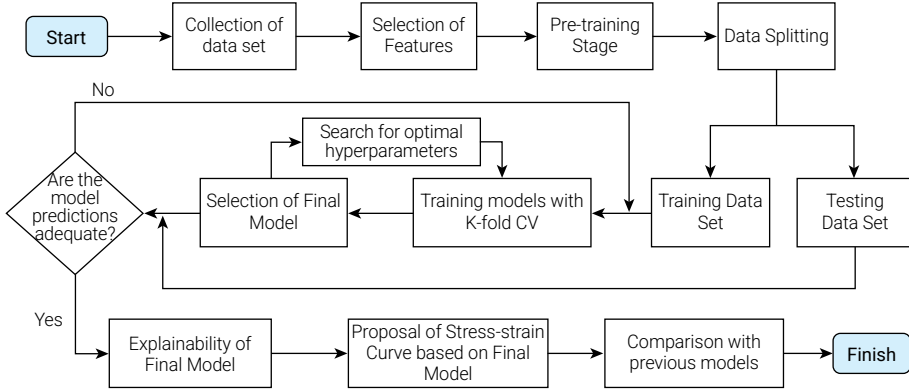 Start
Collection of
data set
Selection of
Features
Pre-training
Stage
Data Splitting
No
Search for optimal
hyperparameters
Are the
model
predictions
adequate?
Selection of Final
Model
Training models with
K-fold CV
Training Data
Set
Testing
Data Set
Yes
Explainability of
Final Model
Proposal of Stress-strain
Curve based on Final
Model
Comparison with
previous models
Finish